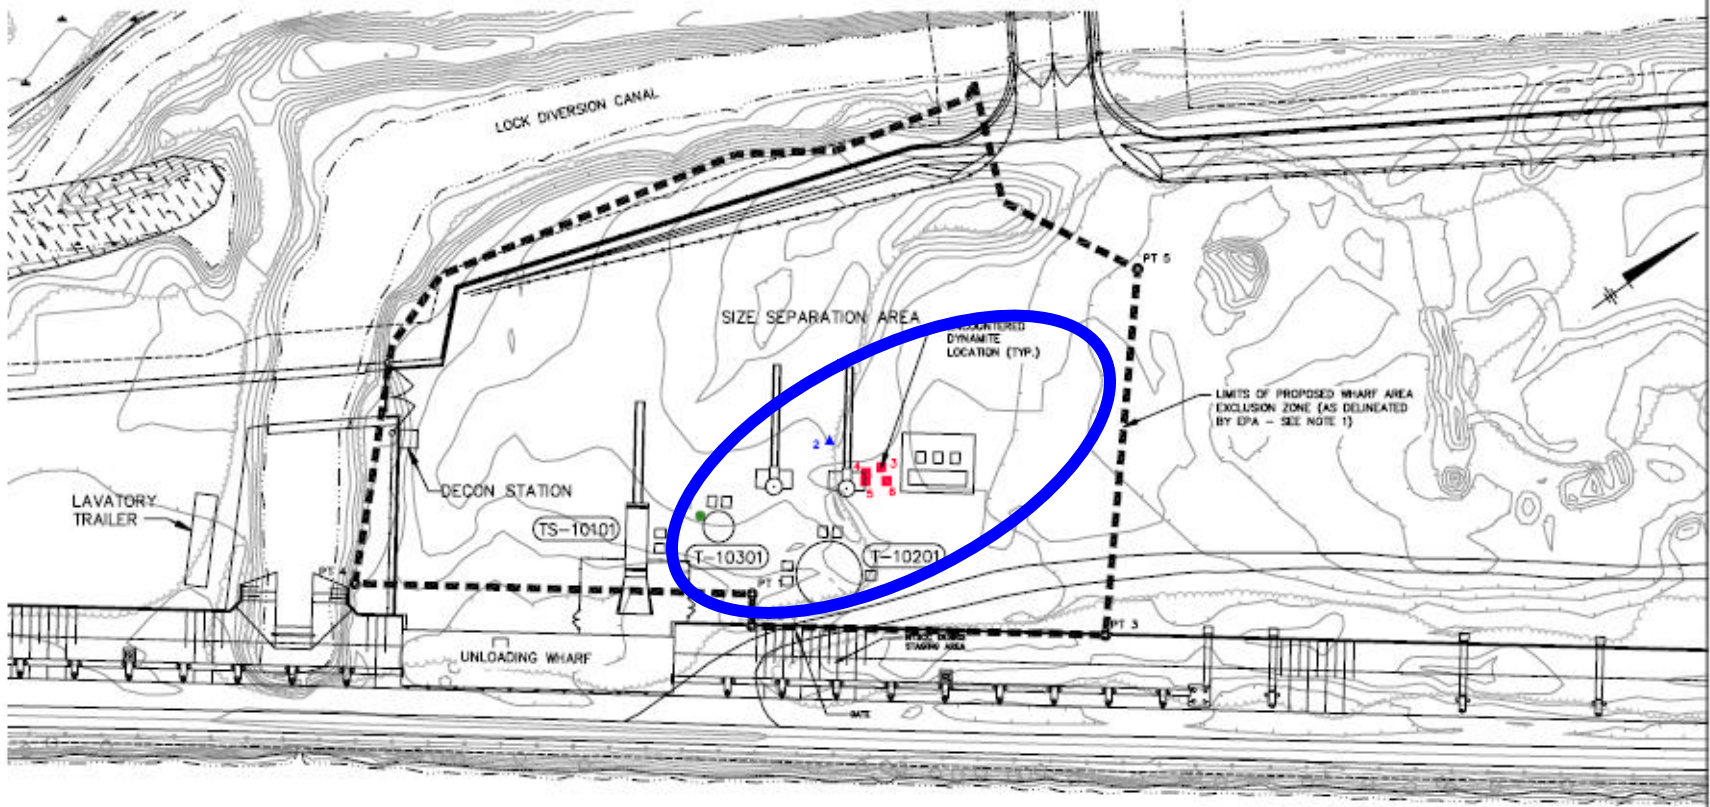 LOCK DIVERSION CANAL
PT 5
SIZE SEPARATION AREA
ENCOUNTERED
DYNAMITE
LOCATION (TYP.)
LIMITS OF PROPOSED WHARF AREA
EXCLUSION ZONE (AS DELINEATED
BY EPA - SEE NOTE 1)
2
4
3
5
6
DECON STATION
LAVATORY
TRAILER
TS-10101
T-10301
T-10201
PT 4
PT 1
PT 3
STAGING AREA
UNLOADING WHARF
GATE